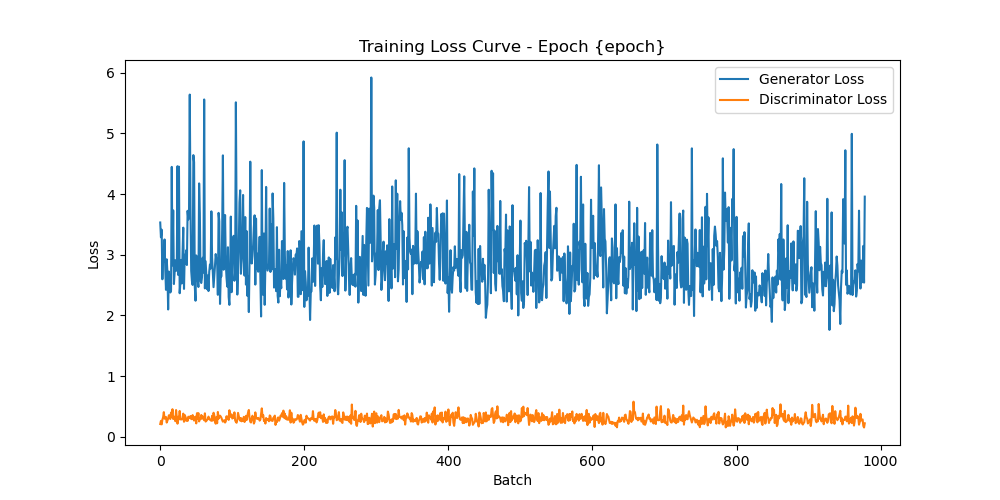 Training Loss Curve - Epoch {epoch}
Generator Loss
Discriminator Loss
6
5
4
3
2
1
0
Loss
0 200 400 600 800 1000
Batch